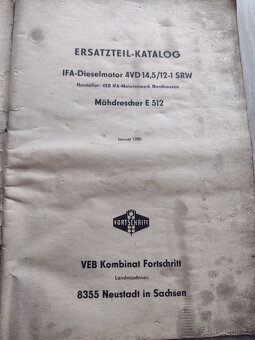 ERSATZTEIL-KATALOG
IFA-Dieselmotor 4VD 14,5/12-1 SRW
Hersteller: VEB IFA-Motorenwerk Nordhausen
Mähdrescher E 512
Januar 1980
FORTSCHRITT
VEB Kombinat Fortschritt
Landmaschinen
8355 Neustadt in Sachsen